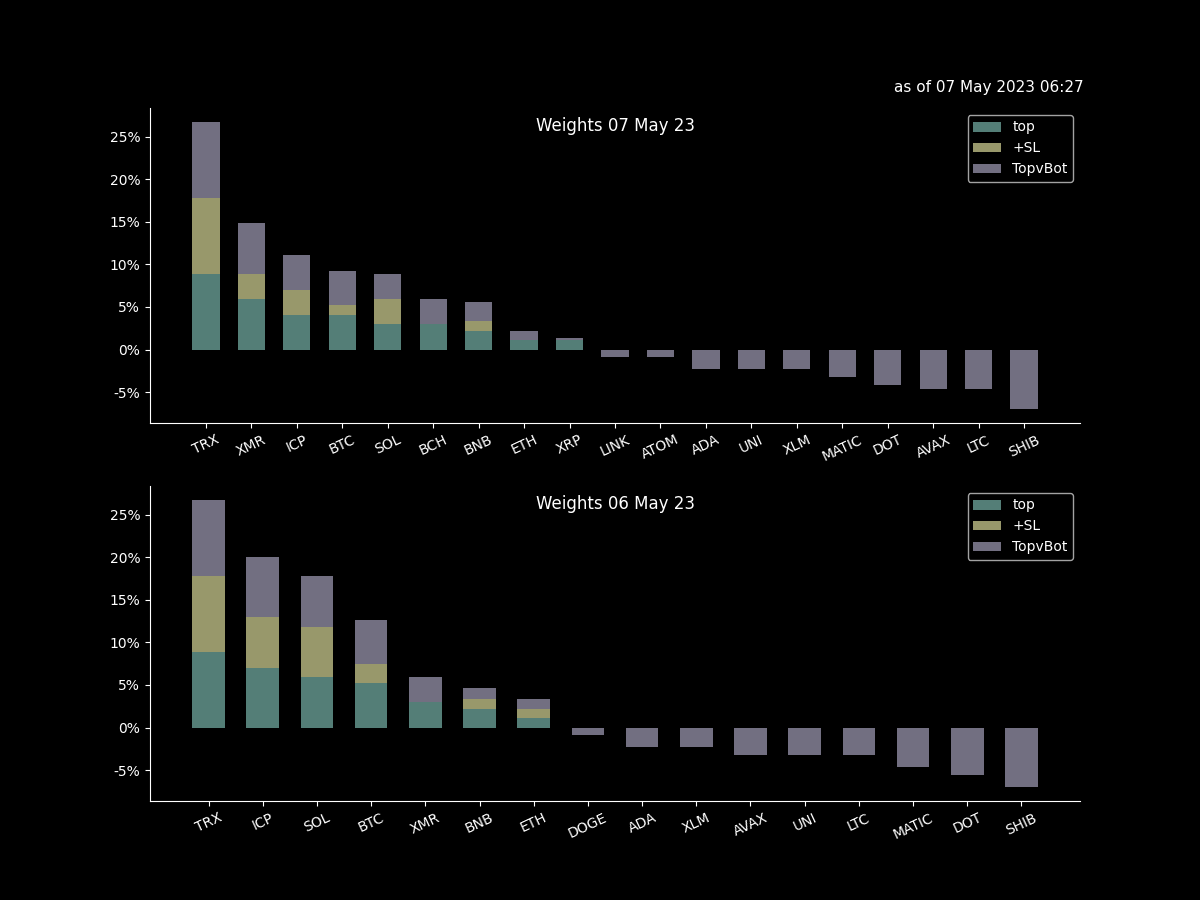 as of 07 May 2023 06:27
Weights 07 May 23
top
+SL
TopvBot
25%
20%
15%
10%
5%
0%
-5%
TRX XMR ICP BTC SOL BCH BNB ETH XRP LINK ATOM ADA UNI XLM MATIC DOT AVAX LTC SHIB
Weights 06 May 23
top
+SL
TopvBot
25%
20%
15%
10%
5%
0%
-5%
TRX ICP SOL BTC XMR BNB ETH DOGE ADA XLM AVAX UNI LTC MATIC DOT SHIB